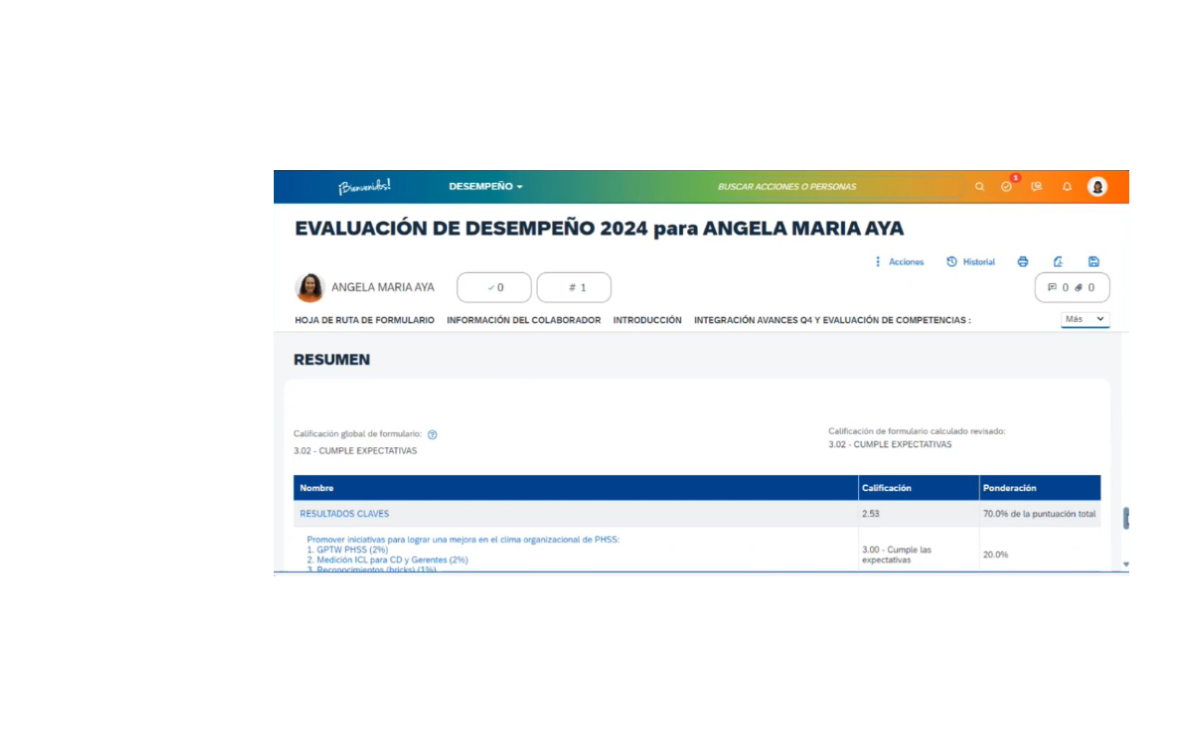 ¡Bienvenidos!
DESEMPEÑO
BUSCAR ACCIONES O PERSONAS
1
EVALUACIÓN DE DESEMPEÑO 2024 para ANGELA MARIA AYA
Acciones
Historial
ANGELA MARIA AYA
0
# 1
0 0
HOJA DE RUTA DE FORMULARIO INFORMACIÓN DEL COLABORADOR INTRODUCCIÓN INTEGRACIÓN AVANCES Q4 Y EVALUACIÓN DE COMPETENCIAS :
Más
RESUMEN
Calificación global de formulario:
3.02 - CUMPLE EXPECTATIVAS
Calificación de formulario calculado revisado:
3.02 - CUMPLE EXPECTATIVAS
Nombre Calificación Ponderación
RESULTADOS CLAVES 2.53 70.0% de la puntuación total
Promover iniciativas para lograr una mejora en el clima organizacional de PHSS:
1. GPTW PHSS (2%)
2. Medición ICL para CD y Gerentes (2%)
3. Reconocimientos (bricks) (1%)
3.00 - Cumple las
expectativas
20.0%